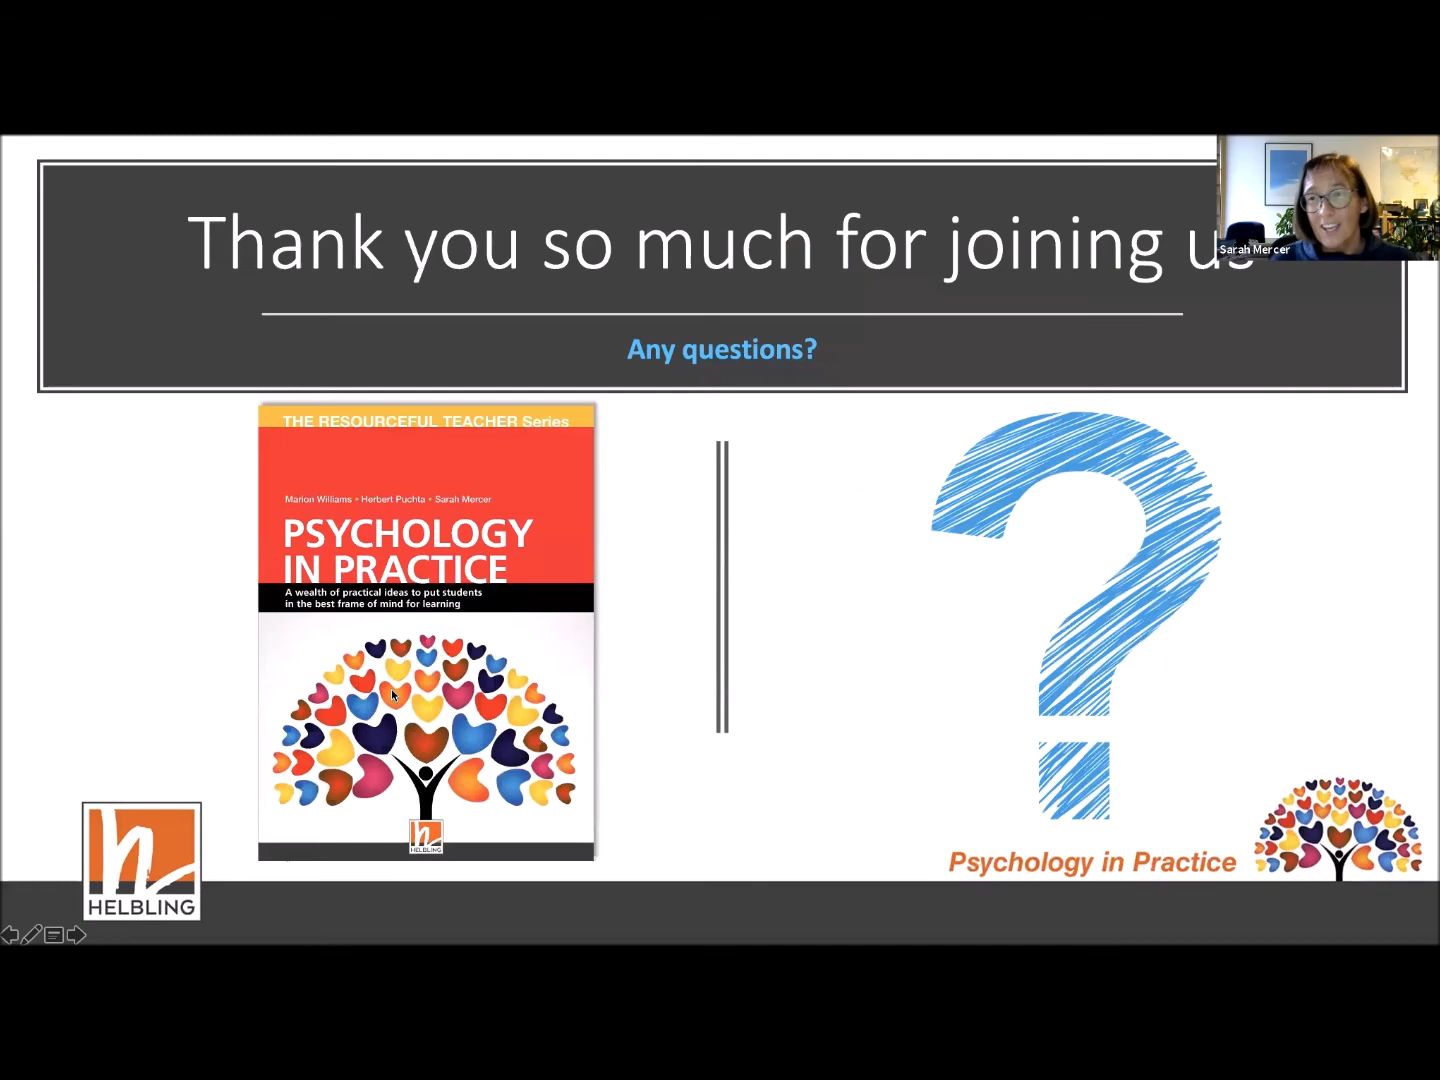 Thank you so much for joining us
Sarah Mercer
Any questions?
THE RESOURCEFUL TEACHER Series
Marion Williams • Herbert Puchta • Sarah Mercer
PSYCHOLOGY
IN PRACTICE
A wealth of practical ideas to put students
in the best frame of mind for learning
HELBLING
Psychology in Practice
HELBLING